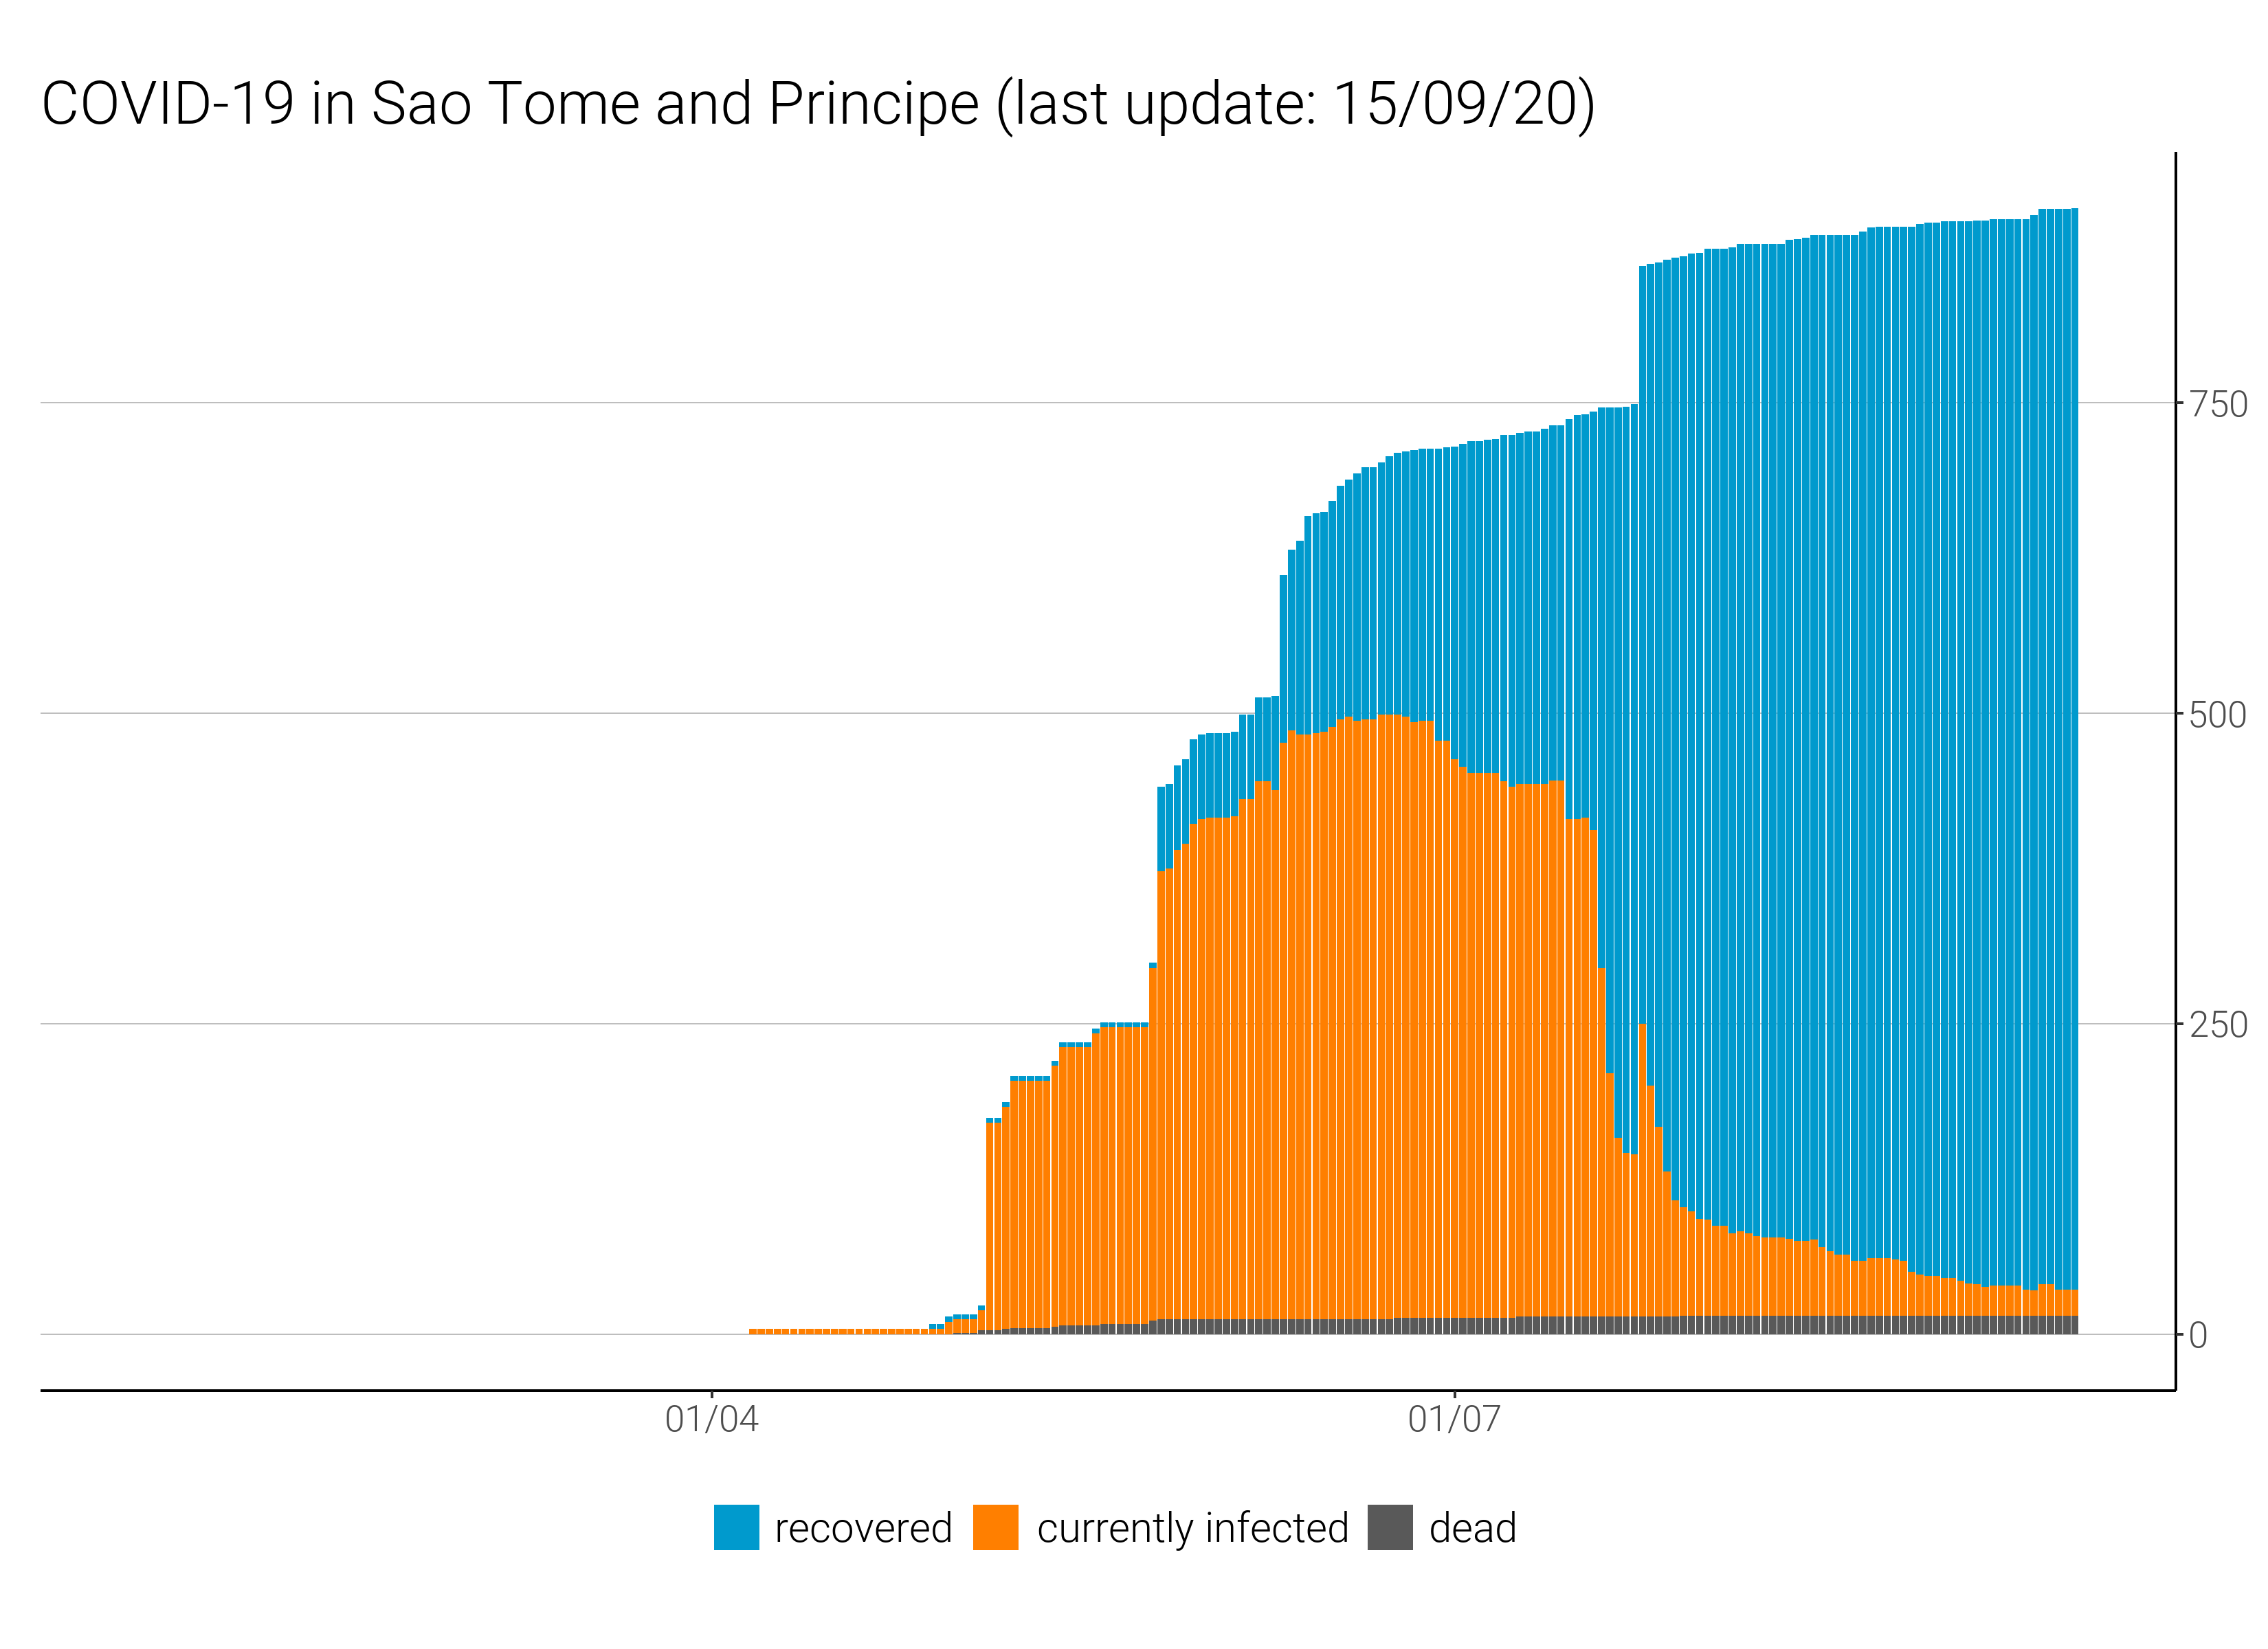 COVID-19 in Sao Tome and Principe (last update: 15/09/20)
750
500
250
0
01/04 01/07
recovered currently infected dead